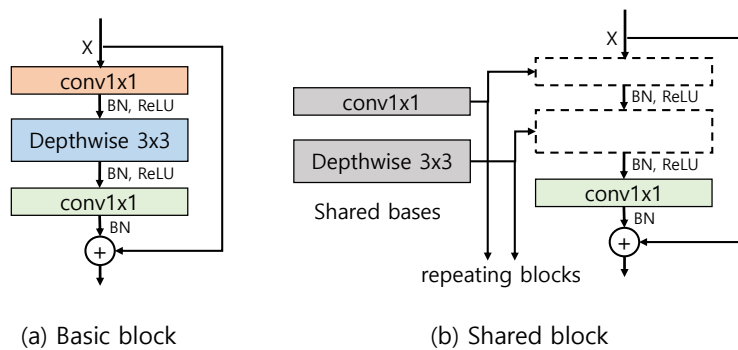 X
conv1x1
BN, ReLU
Depthwise 3x3
BN, ReLU
conv1x1
BN
+
(a) Basic block
X
BN, ReLU
conv1x1
Depthwise 3x3
Shared bases
BN, ReLU
conv1x1
BN
+
repeating blocks
(b) Shared block